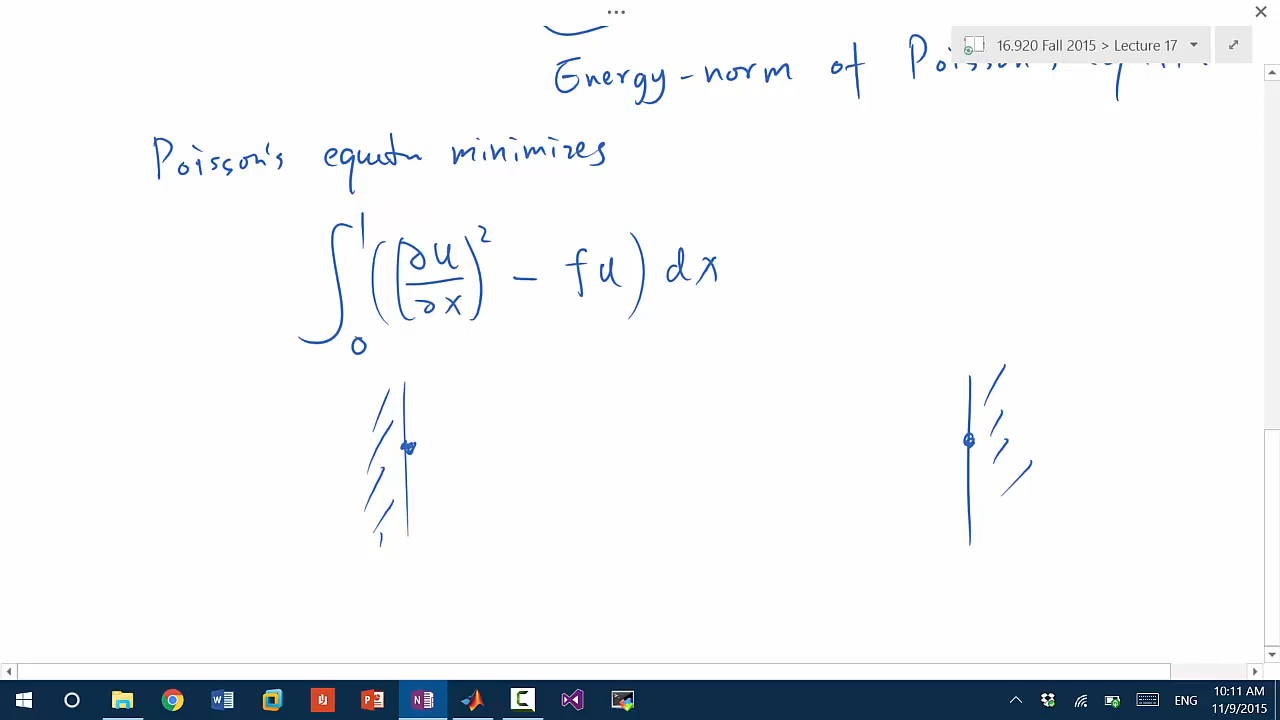 16.920 Fall 2015 > Lecture 17
Energy-norm of Poisson's
Poisson's equatn minimizes
∫₀¹ ((∂u/∂x)² − fu) dx
ENG
10:11 AM
11/9/2015